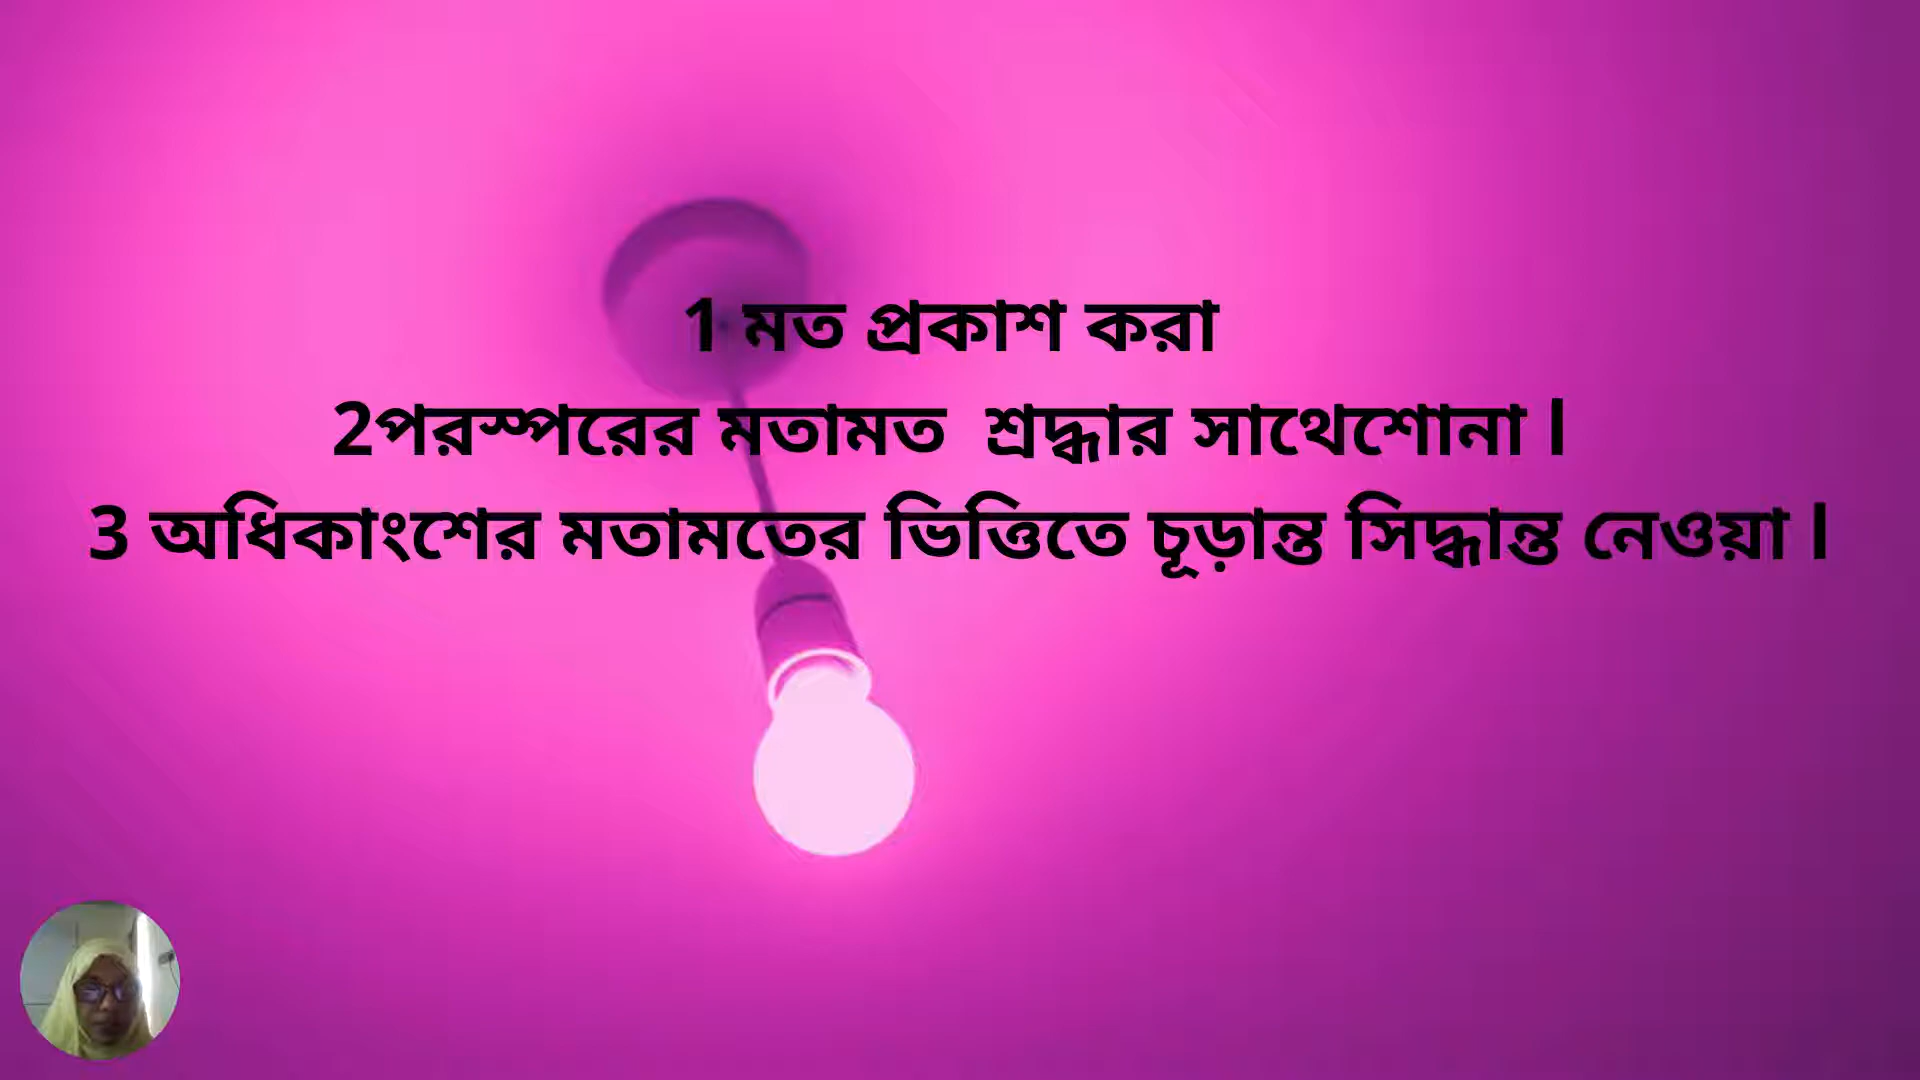 1 মত প্রকাশ করা
2পরস্পরের মতামত  শ্রদ্ধার সাথেশোনা l
3 অধিকাংশের মতামতের ভিত্তিতে চূড়ান্ত সিদ্ধান্ত নেওয়া l